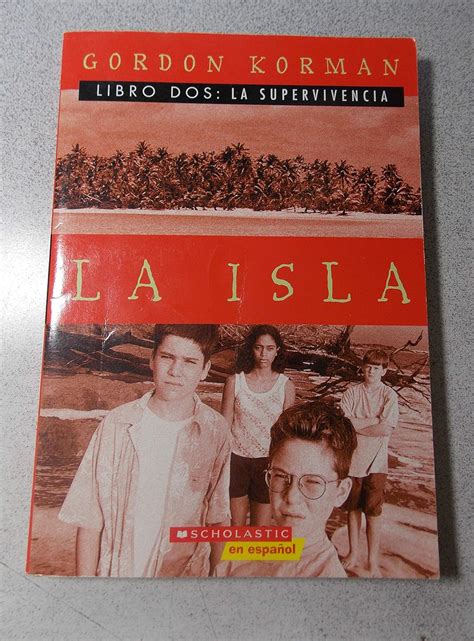 GORDON KORMAN
LIBRO DOS: LA SUPERVIVENCIA
LA ISLA
SCHOLASTIC
en español